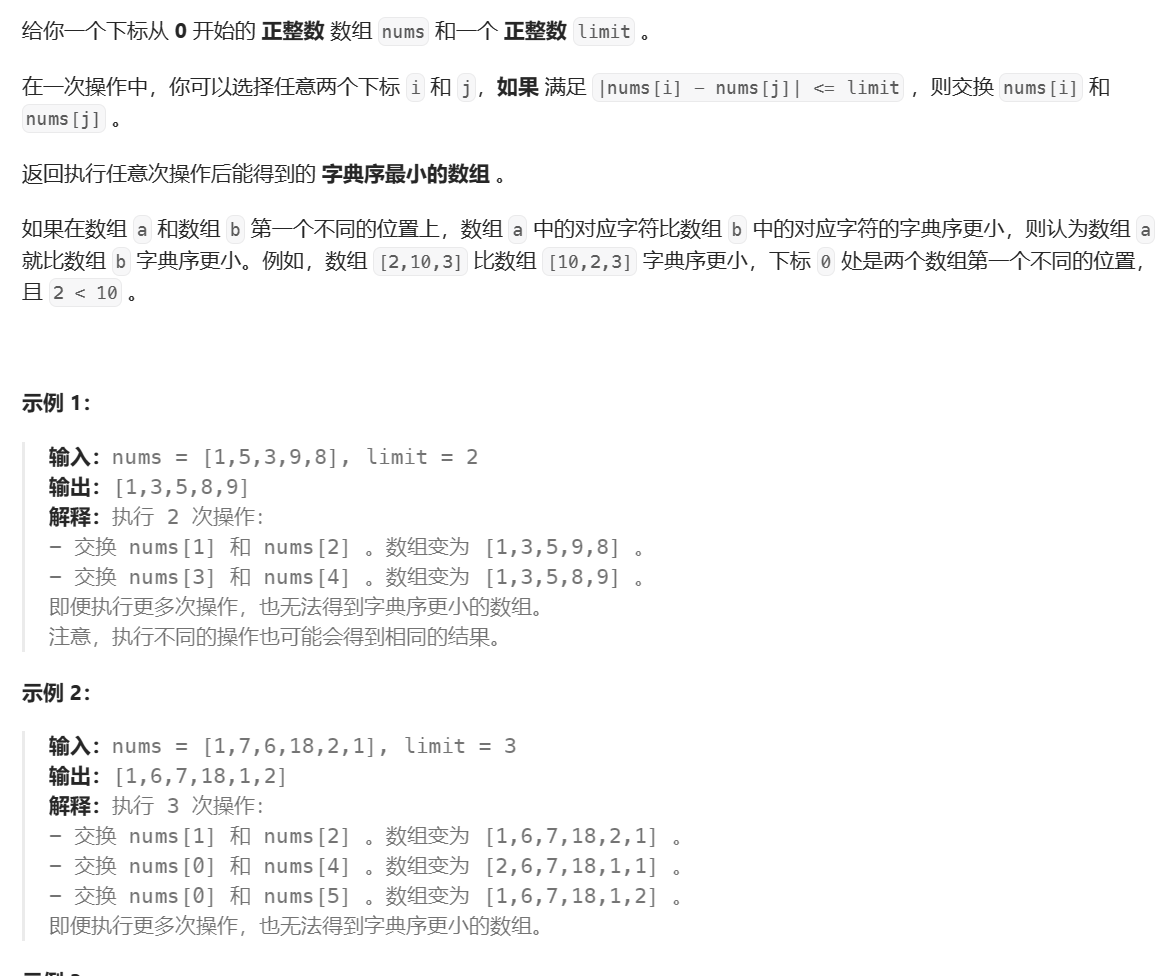 给你一个下标从 0 开始的 正整数 数组 nums 和一个 正整数 limit 。
在一次操作中，你可以选择任意两个下标 i 和 j，如果 满足 |nums[i] - nums[j]| <= limit ，则交换 nums[i] 和
nums[j] 。
返回执行任意次操作后能得到的 字典序最小的数组 。
如果在数组 a 和数组 b 第一个不同的位置上，数组 a 中的对应字符比数组 b 中的对应字符的字典序更小，则认为数组 a
就比数组 b 字典序更小。例如，数组 [2,10,3] 比数组 [10,2,3] 字典序更小，下标 0 处是两个数组第一个不同的位置，
且 2 < 10 。
示例 1：
输入：nums = [1,5,3,9,8], limit = 2
输出：[1,3,5,8,9]
解释：执行 2 次操作：
- 交换 nums[1] 和 nums[2] 。数组变为 [1,3,5,9,8] 。
- 交换 nums[3] 和 nums[4] 。数组变为 [1,3,5,8,9] 。
即便执行更多次操作，也无法得到字典序更小的数组。
注意，执行不同的操作也可能会得到相同的结果。
示例 2：
输入：nums = [1,7,6,18,2,1], limit = 3
输出：[1,6,7,18,1,2]
解释：执行 3 次操作：
- 交换 nums[1] 和 nums[2] 。数组变为 [1,6,7,18,2,1] 。
- 交换 nums[0] 和 nums[4] 。数组变为 [2,6,7,18,1,1] 。
- 交换 nums[0] 和 nums[5] 。数组变为 [1,6,7,18,1,2] 。
即便执行更多次操作，也无法得到字典序更小的数组。